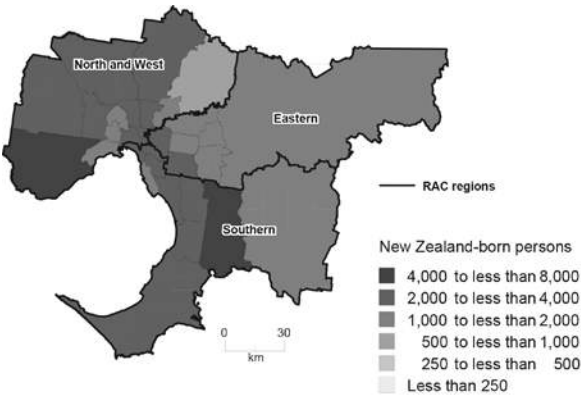 North and West
Eastern
RAC regions
Southern
New Zealand-born persons
4,000 to less than 8,000
2,000 to less than 4,000
1,000 to less than 2,000
500 to less than 1,000
250 to less than 500
Less than 250
0 30
km